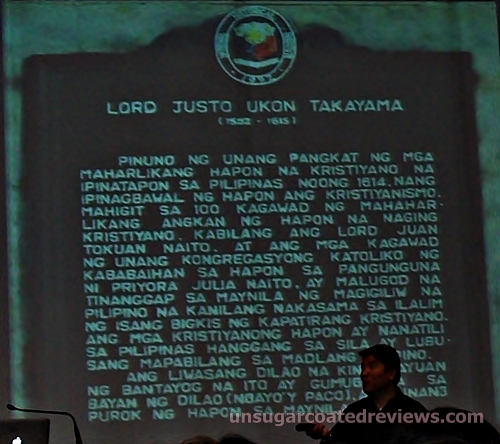 LORD JUSTO UKON TAKAYAMA
(1552 - 1615)
PINUNO NG UNANG PANGKAT NG MGA
MAHARLIKANG HAPON NA KRISTIYANO NA
IPINATAPON SA PILIPINAS NOONG 1614, NANG
IPINAGBAWAL NG HAPON ANG KRISTIYANISMO.
MAHIGIT SA 100 KAGAWAD NG MAHAHAR-
LIKANG ANGKAN NG HAPON NA NAGING
KRISTIYANO, KABILANG ANG LORD JUAN
TOKUAN NAITO, AT ANG MGA KAGAWAD
NG UNANG KONGREGASYONG KATOLIKO NG
KABABAIHAN SA HAPON SA PANGUNGUNA
NI PRIYORA JULIA NAITO, AY MALUGOD NA
TINANGGAP SA MAYNILA NG MAGIGILIW NA
PILIPINO NA KANILANG NAKASAMA SA ILALIM
NG ISANG BIGKIS NG KAPATIRANG KRISTIYANO.
ANG MGA KRISTIYANONG HAPON AY NANATILI
SA PILIPINAS HANGGANG SA SILA AY LUBU-
SANG MAPABILANG SA MADLANG
ANG LIWASANG DILAO NA
NG BANTAYOG NA ITO AY SA
BAYAN NG DILAO (NBAYO'Y PACO),
PUROK NG HAPON SA
unsugarcoatedreviews.com